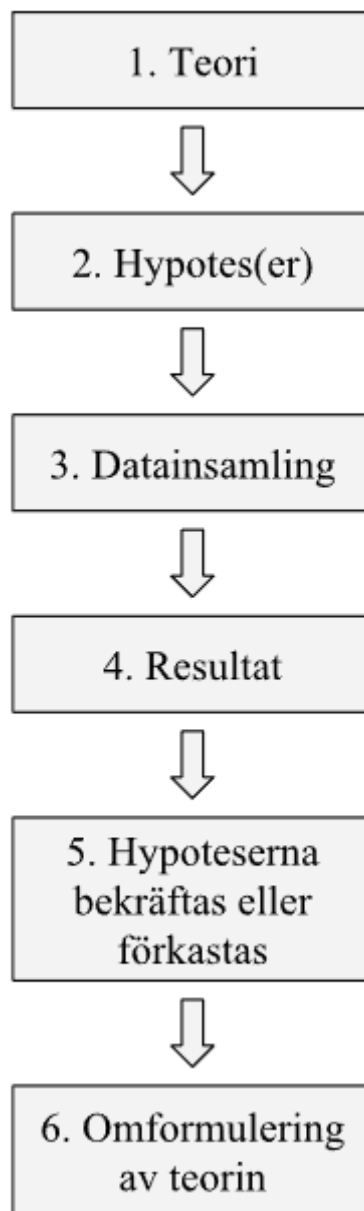 1. Teori
2. Hypotes(er)
3. Datainsamling
4. Resultat
5. Hypoteserna
bekräftas eller
förkastas
6. Omformulering
av teorin